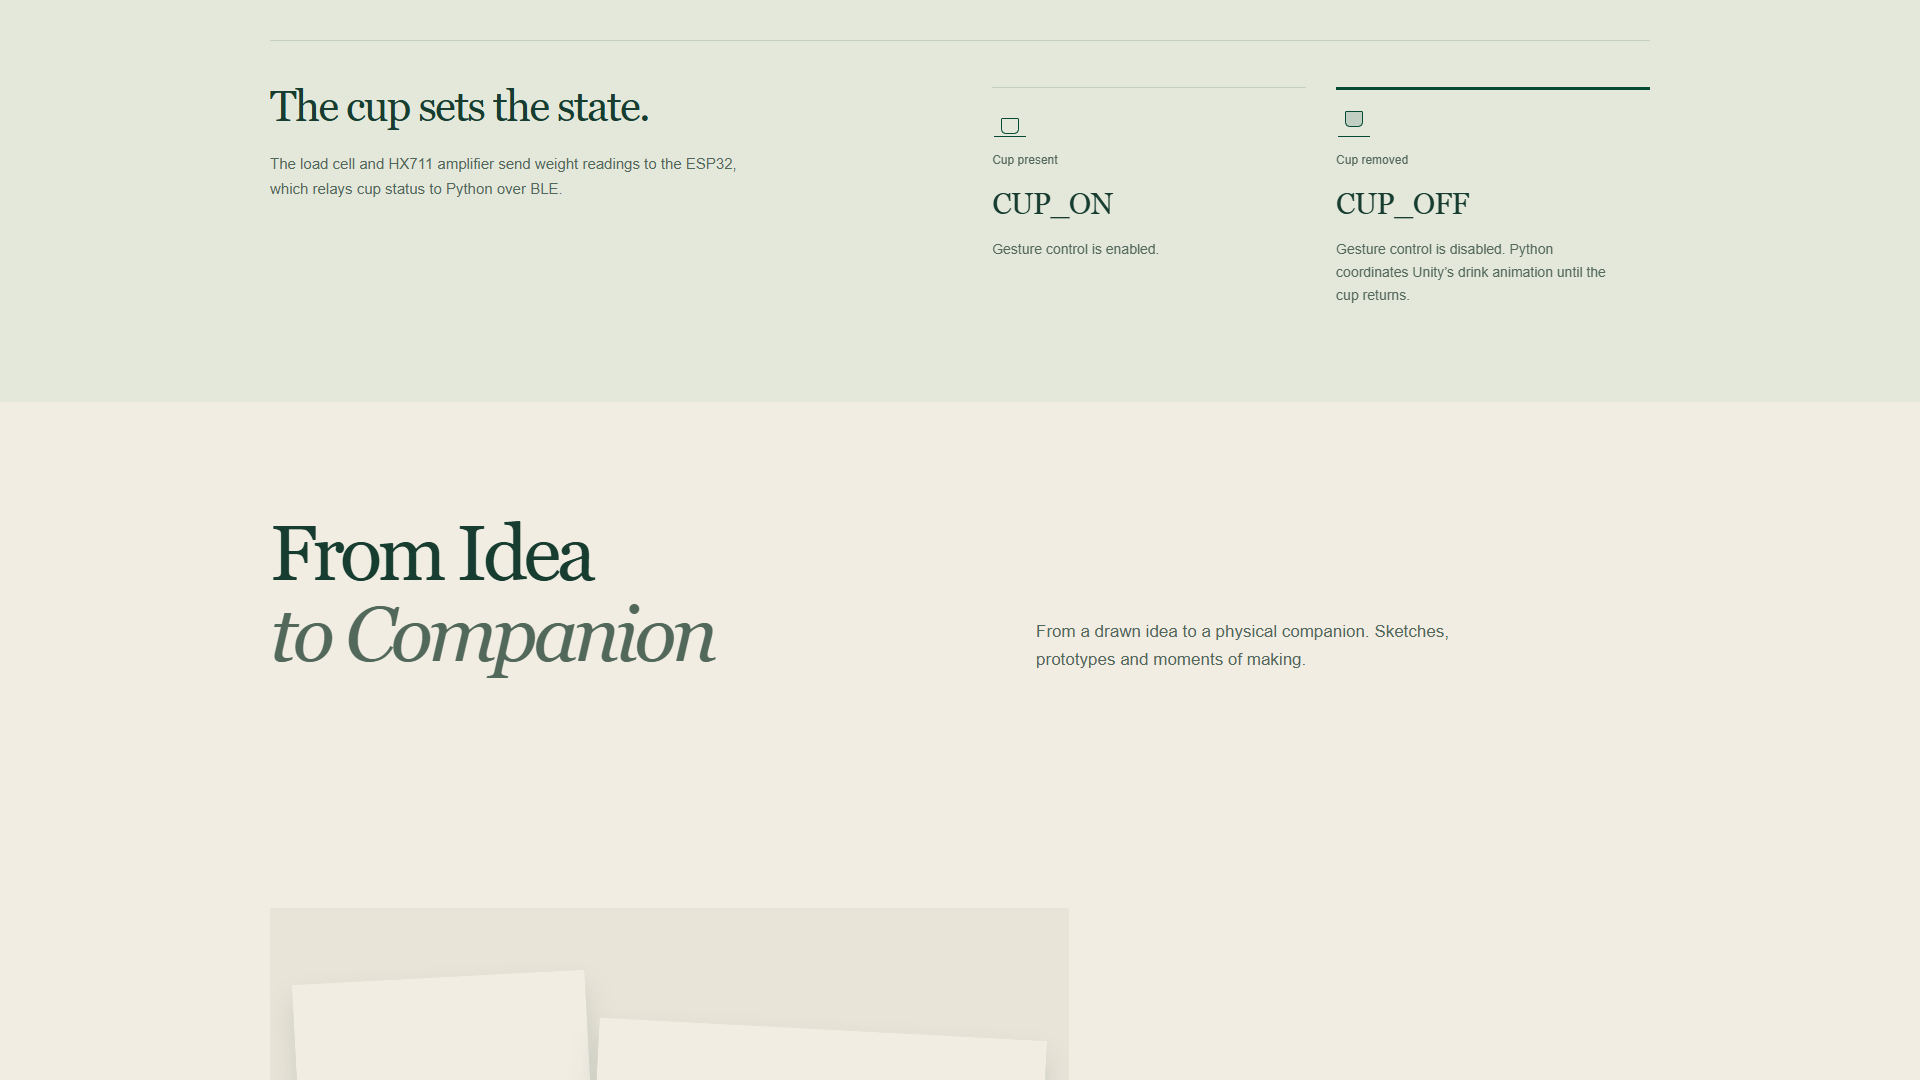 The cup sets the state.
The load cell and HX711 amplifier send weight readings to the ESP32,
which relays cup status to Python over BLE.
Cup present
CUP_ON
Gesture control is enabled.
Cup removed
CUP_OFF
Gesture control is disabled. Python
coordinates Unity’s drink animation until the
cup returns.
From Idea
to Companion
From a drawn idea to a physical companion. Sketches,
prototypes and moments of making.